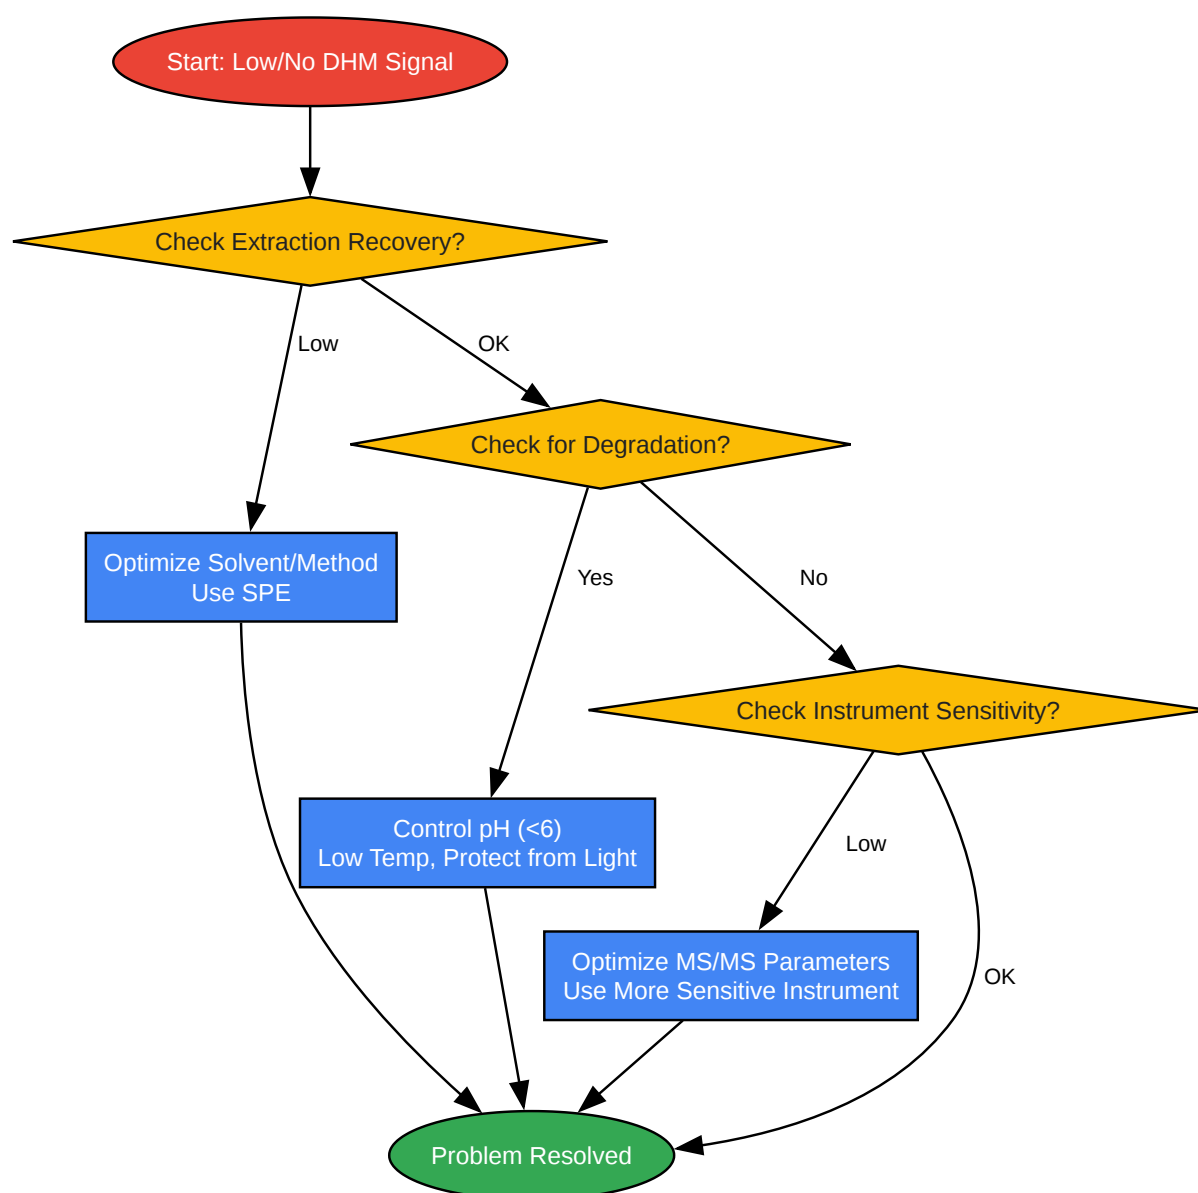 Start: Low/No DHM Signal
Check Extraction Recovery?
Low
OK
Check for Degradation?
Optimize Solvent/Method
Use SPE
Yes
No
Check Instrument Sensitivity?
Control pH (<6)
Low Temp, Protect from Light
Low
Optimize MS/MS Parameters
Use More Sensitive Instrument
OK
Problem Resolved